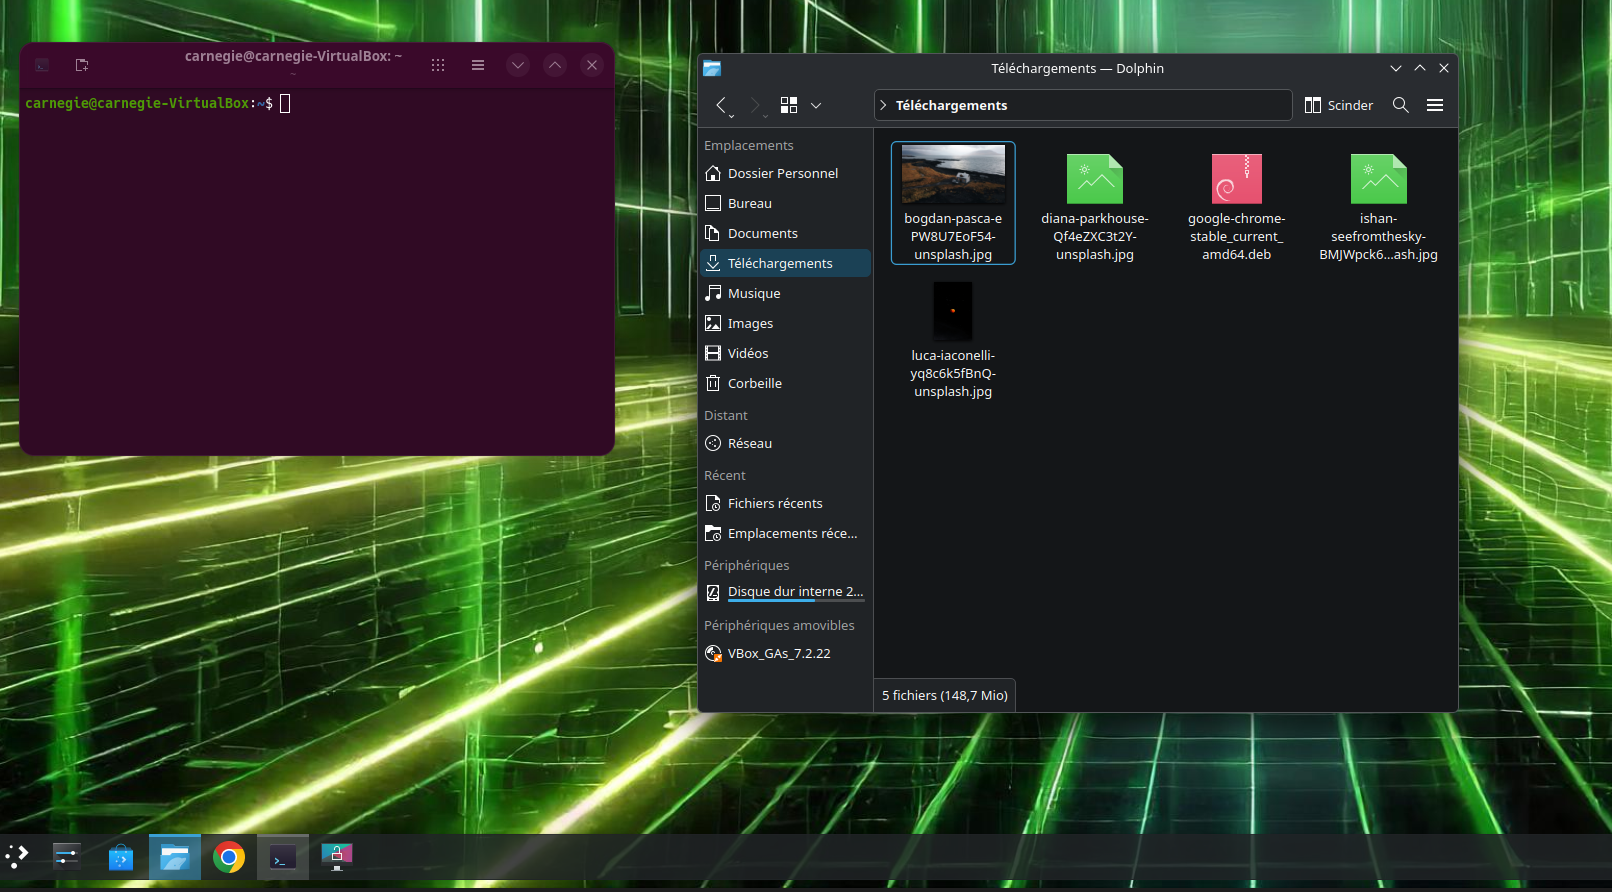 carnegie@carnegie-VirtualBox: ~
~
carnegie@carnegie-VirtualBox:~$
Téléchargements — Dolphin
Téléchargements
Scinder
Emplacements
Dossier Personnel
Bureau
Documents
Téléchargements
Musique
Images
Vidéos
Corbeille
Distant
Réseau
Récent
Fichiers récents
Emplacements réce...
Périphériques
Disque dur interne 2...
Périphériques amovibles
VBox_GAs_7.2.22
bogdan-pasca-e
PW8U7EoF54-
unsplash.jpg
diana-parkhouse-
Qf4eZXC3t2Y-
unsplash.jpg
google-chrome-
stable_current_
amd64.deb
ishan-
seefromthesky-
BMJWpck6...ash.jpg
luca-iaconelli-
yq8c6k5fBnQ-
unsplash.jpg
5 fichiers (148,7 Mio)